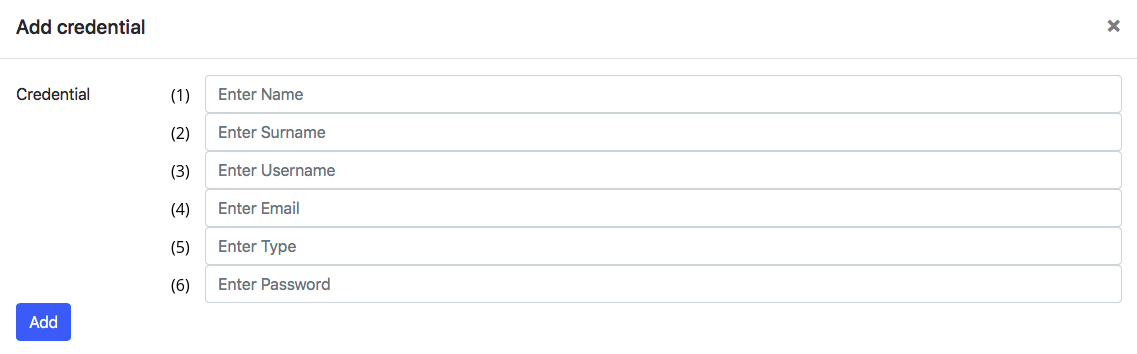 Add credential ×
Credential (1) Enter Name
(2) Enter Surname
(3) Enter Username
(4) Enter Email
(5) Enter Type
(6) Enter Password
Add